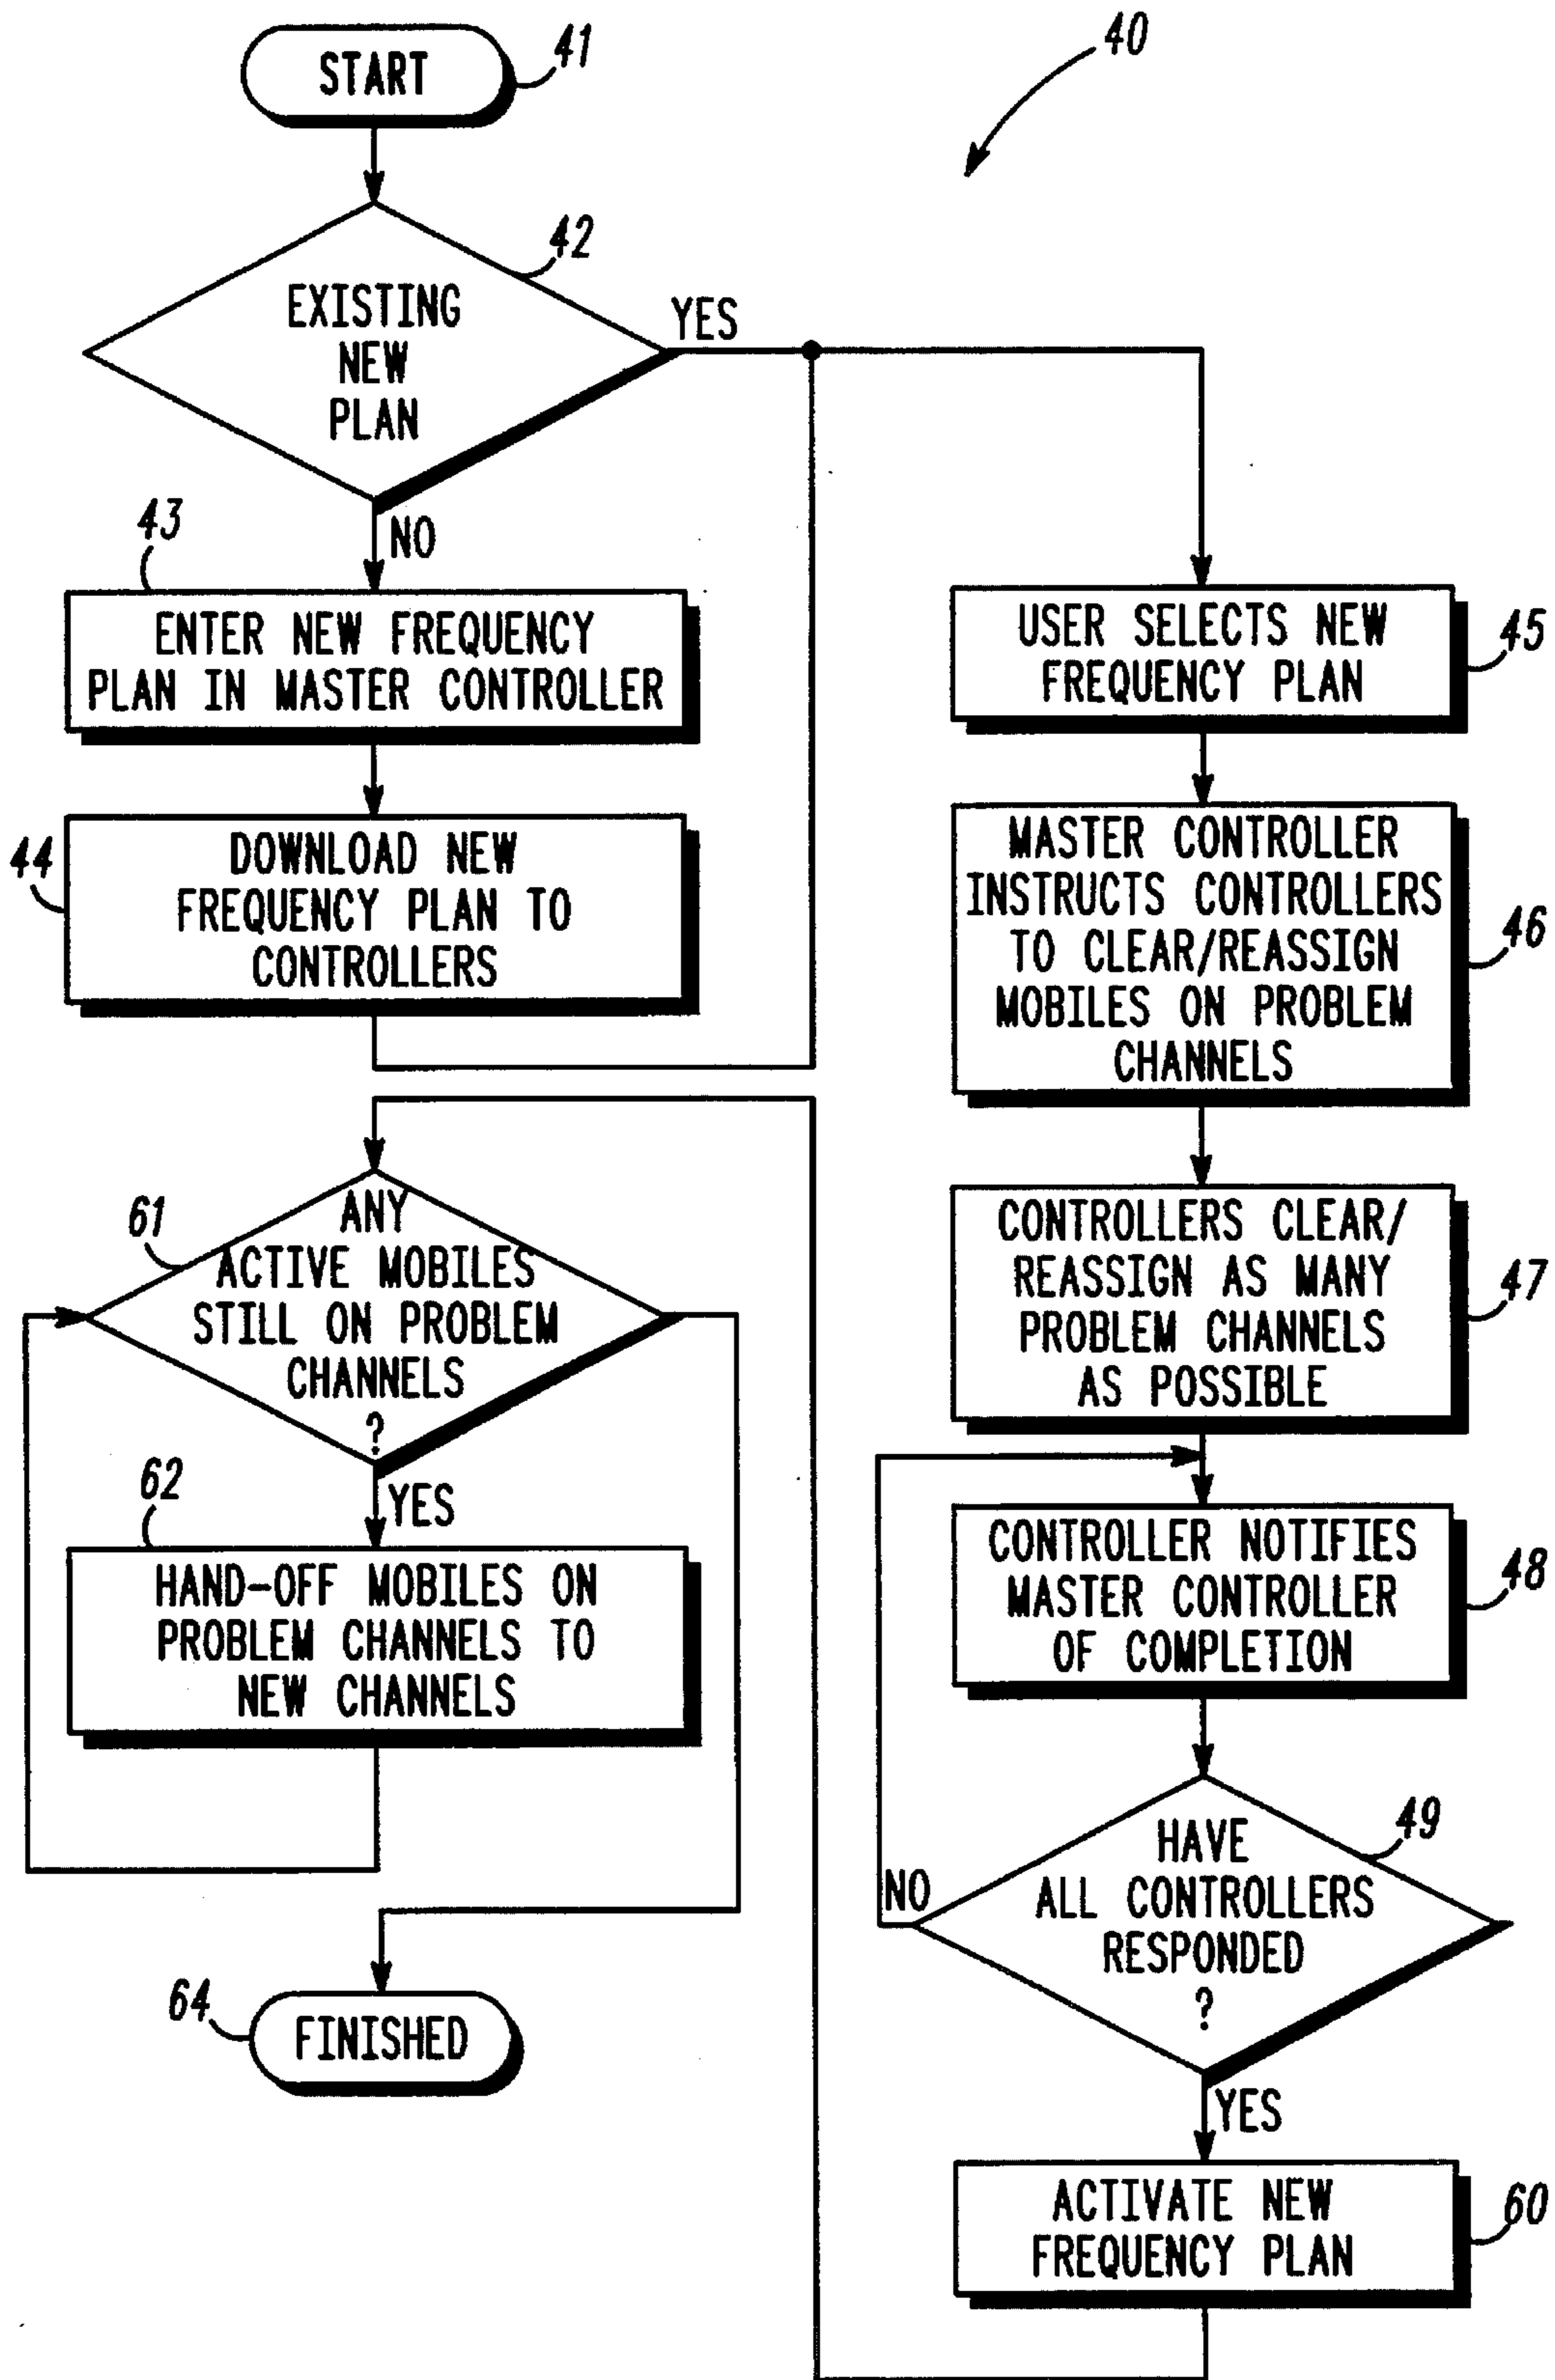 40
START
41
EXISTING
NEW
PLAN
42
YES
NO
43
ENTER NEW FREQUENCY
PLAN IN MASTER CONTROLLER
44
DOWNLOAD NEW
FREQUENCY PLAN TO
CONTROLLERS
USER SELECTS NEW
FREQUENCY PLAN
45
MASTER CONTROLLER
INSTRUCTS CONTROLLERS
TO CLEAR/REASSIGN
MOBILES ON PROBLEM
CHANNELS
46
CONTROLLERS CLEAR/
REASSIGN AS MANY
PROBLEM CHANNELS
AS POSSIBLE
47
CONTROLLER NOTIFIES
MASTER CONTROLLER
OF COMPLETION
48
HAVE
ALL CONTROLLERS
RESPONDED
?
49
NO
YES
ACTIVATE NEW
FREQUENCY PLAN
60
61
ANY
ACTIVE MOBILES
STILL ON PROBLEM
CHANNELS
?
YES
62
HAND-OFF MOBILES ON
PROBLEM CHANNELS TO
NEW CHANNELS
64
FINISHED